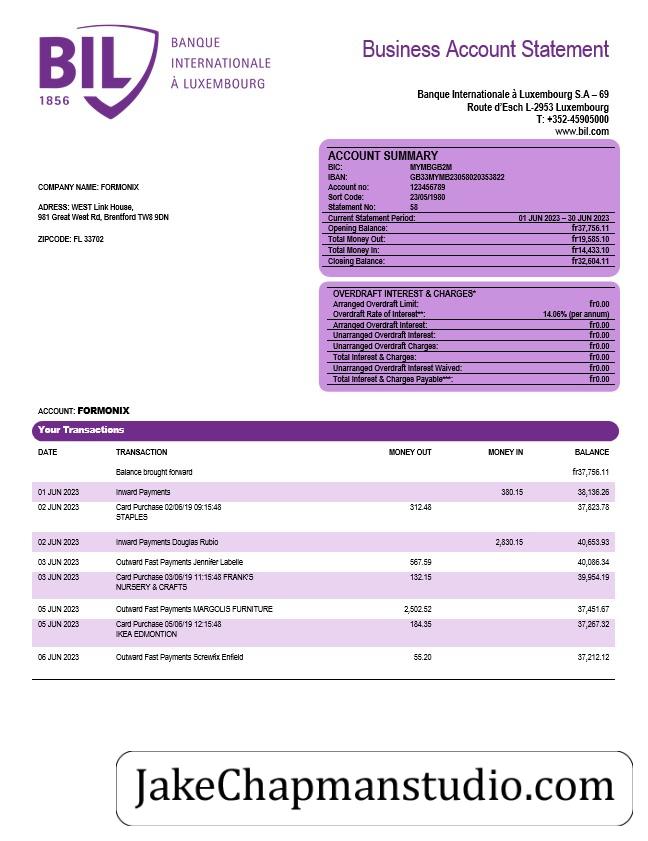 BIL
1856
BANQUE
INTERNATIONALE
À LUXEMBOURG
Business Account Statement
Banque Internationale à Luxembourg S.A – 69
Route d'Esch L-2953 Luxembourg
T: +352-45905000
www.bil.com
COMPANY NAME: FORMONIX
ADRESS: WEST Link House,
981 Great West Rd, Brentford TW8 9DN
ZIPCODE: FL 33702
ACCOUNT SUMMARY
BIC: MYMBGB2M
IBAN: GB33MYMB23058020353822
Account no: 123456789
Sort Code: 23/05/1980
Statement No: 58
Current Statement Period: 01 JUN 2023 – 30 JUN 2023
Opening Balance: fr37,756.11
Total Money Out: fr19,585.10
Total Money In: fr14,433.10
Closing Balance: fr32,604.11
OVERDRAFT INTEREST & CHARGES*
Arranged Overdraft Limit: fr0.00
Overdraft Rate of Interest**: 14.06% (per annum)
Arranged Overdraft Interest: fr0.00
Unarranged Overdraft Interest: fr0.00
Unarranged Overdraft Charges: fr0.00
Total Interest & Charges: fr0.00
Unarranged Overdraft Interest Waived: fr0.00
Total Interest & Charges Payable***: fr0.00
ACCOUNT: FORMONIX
Your Transactions
DATE TRANSACTION MONEY OUT MONEY IN BALANCE
Balance brought forward fr37,756.11
01 JUN 2023 Inward Payments 380.15 38,136.26
02 JUN 2023 Card Purchase 02/06/19 09:15:48 312.48 37,823.78
STAPLES
02 JUN 2023 Inward Payments Douglas Rubio 2,830.15 40,653.93
03 JUN 2023 Outward Fast Payments Jennifer Labelle 567.59 40,086.34
03 JUN 2023 Card Purchase 03/06/19 11:15:48 FRANK'S 132.15 39,954.19
NURSERY & CRAFTS
05 JUN 2023 Outward Fast Payments MARGOLIS FURNITURE 2,502.52 37,451.67
05 JUN 2023 Card Purchase 05/06/19 12:15:48 184.35 37,267.32
IKEA EDMONTION
06 JUN 2023 Outward Fast Payments Screwfix Enfield 55.20 37,212.12
JakeChapmanstudio.com